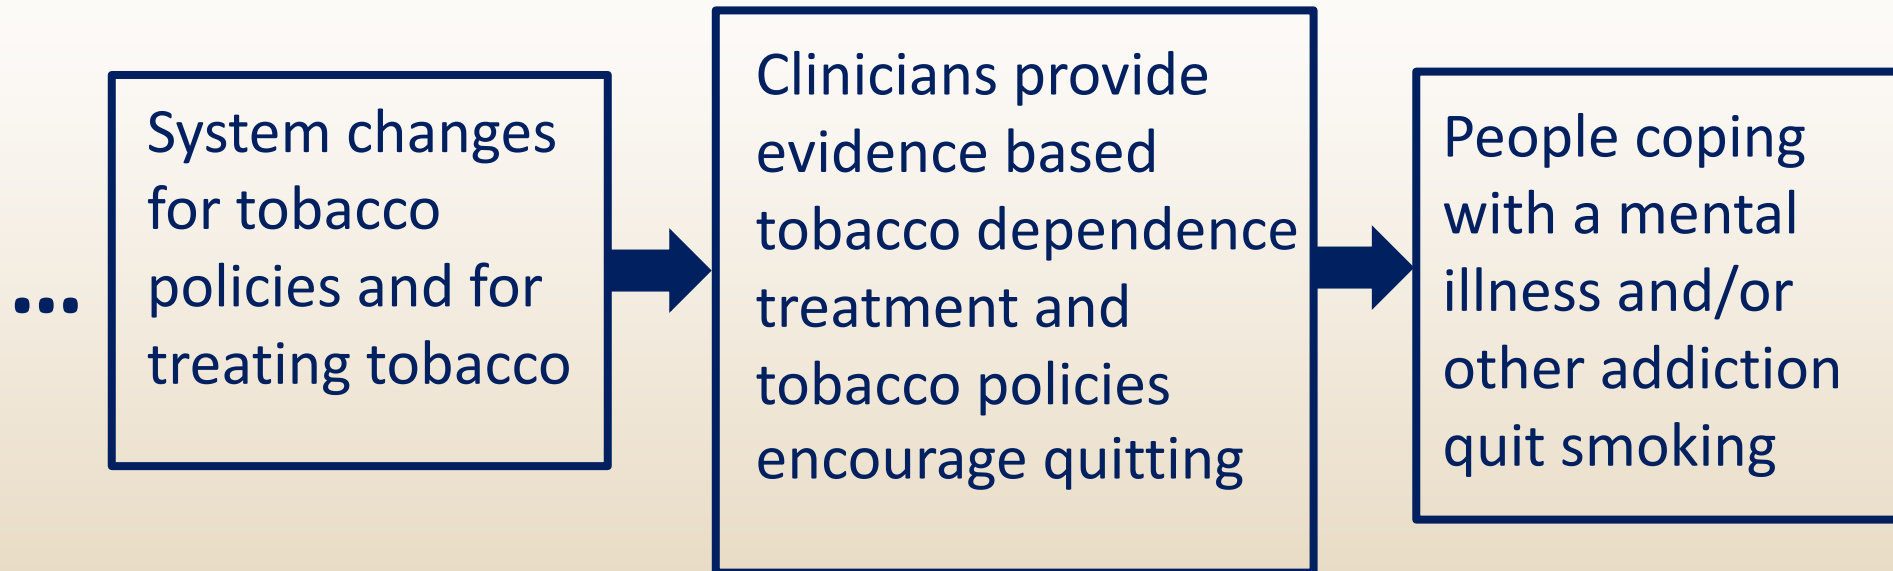 ...
System changes
for tobacco
policies and for
treating tobacco
Clinicians provide
evidence based
tobacco dependence
treatment and
tobacco policies
encourage quitting
People coping
with a mental
illness and/or
other addiction
quit smoking